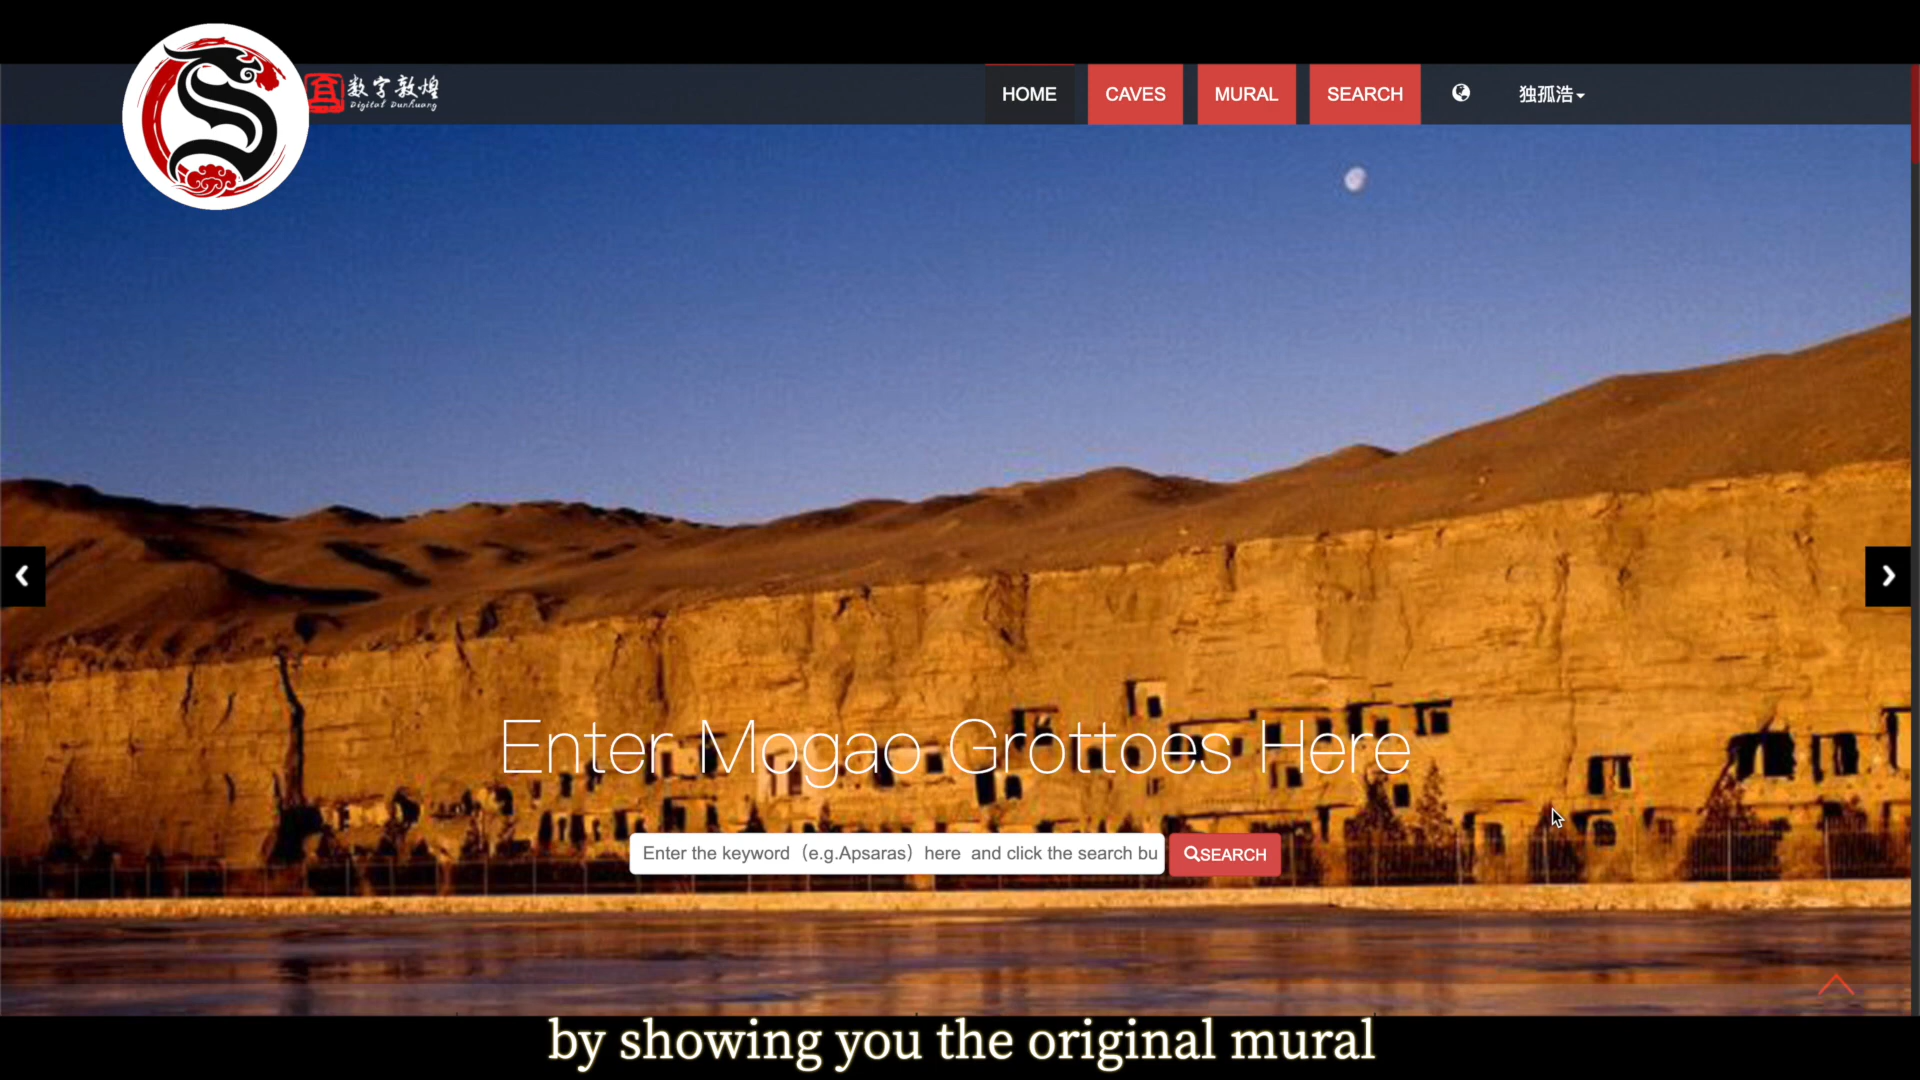 数字敦煌
Digital Dunhuang
HOME
CAVES
MURAL
SEARCH
独孤浩
Enter Mogao Grottoes Here
Enter the keyword（e.g.Apsaras）here  and click the search bu
SEARCH
by showing you the original mural